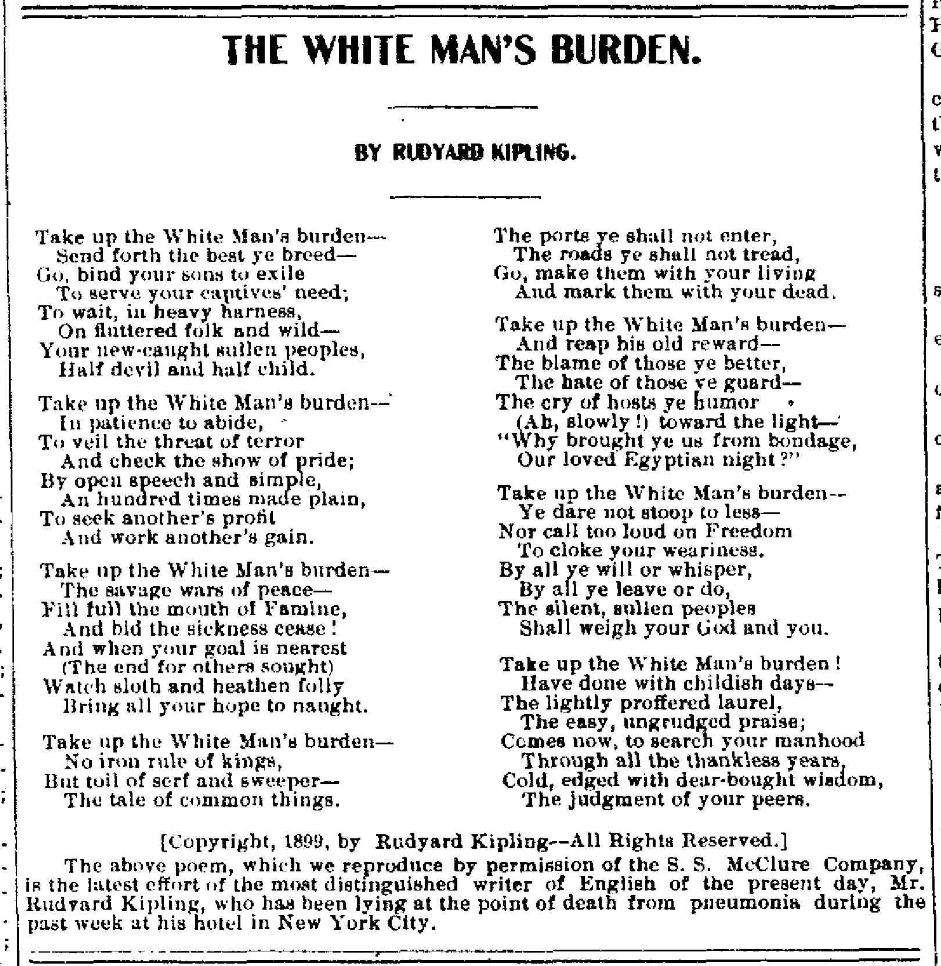 THE WHITE MAN'S BURDEN.
BY RUDYARD KIPLING.
Take up the White Man's burden—
Send forth the best ye breed—
Go, bind your sons to exile
To serve your captives' need;
To wait, in heavy harness,
On fluttered folk and wild—
Your new-caught sullen peoples,
Half devil and half child.
Take up the White Man's burden—
In patience to abide,
To veil the threat of terror
And check the show of pride;
By open speech and simple,
An hundred times made plain,
To seek another's profit
And work another's gain.
Take up the White Man's burden—
The savage wars of peace—
Fill full the mouth of Famine,
And bid the sickness cease!
And when your goal is nearest
(The end for others sought)
Watch sloth and heathen folly
Bring all your hope to naught.
Take up the White Man's burden—
No iron rule of kings,
But toil of serf and sweeper—
The tale of common things.
The ports ye shall not enter,
The roads ye shall not tread,
Go, make them with your living
And mark them with your dead.
Take up the White Man's burden—
And reap his old reward—
The blame of those ye better,
The hate of those ye guard—
The cry of hosts ye humor
(Ah, slowly!) toward the light—
"Why brought ye us from bondage,
Our loved Egyptian night?"
Take up the White Man's burden—
Ye dare not stoop to less—
Nor call too loud on Freedom
To cloke your weariness.
By all ye will or whisper,
By all ye leave or do,
The silent, sullen peoples
Shall weigh your God and you.
Take up the White Man's burden!
Have done with childish days—
The lightly proffered laurel,
The easy, ungrudged praise;
Comes now, to search your manhood
Through all the thankless years,
Cold, edged with dear-bought wisdom,
The judgment of your peers.
[Copyright, 1899, by Rudyard Kipling--All Rights Reserved.]
The above poem, which we reproduce by permission of the S. S. McClure Company,
is the latest effort of the most distinguished writer of English of the present day, Mr.
Rudyard Kipling, who has been lying at the point of death from pneumonia during the
past week at his hotel in New York City.